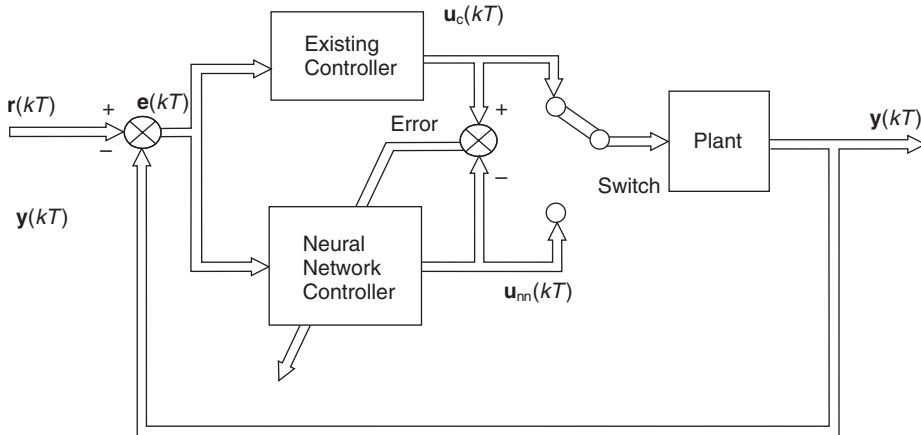 u_c(kT)
Existing
Controller
r(kT)
+
−
e(kT)
Error
+
−
Plant
y(kT)
Switch
y(kT)
Neural
Network
Controller
u_nn(kT)